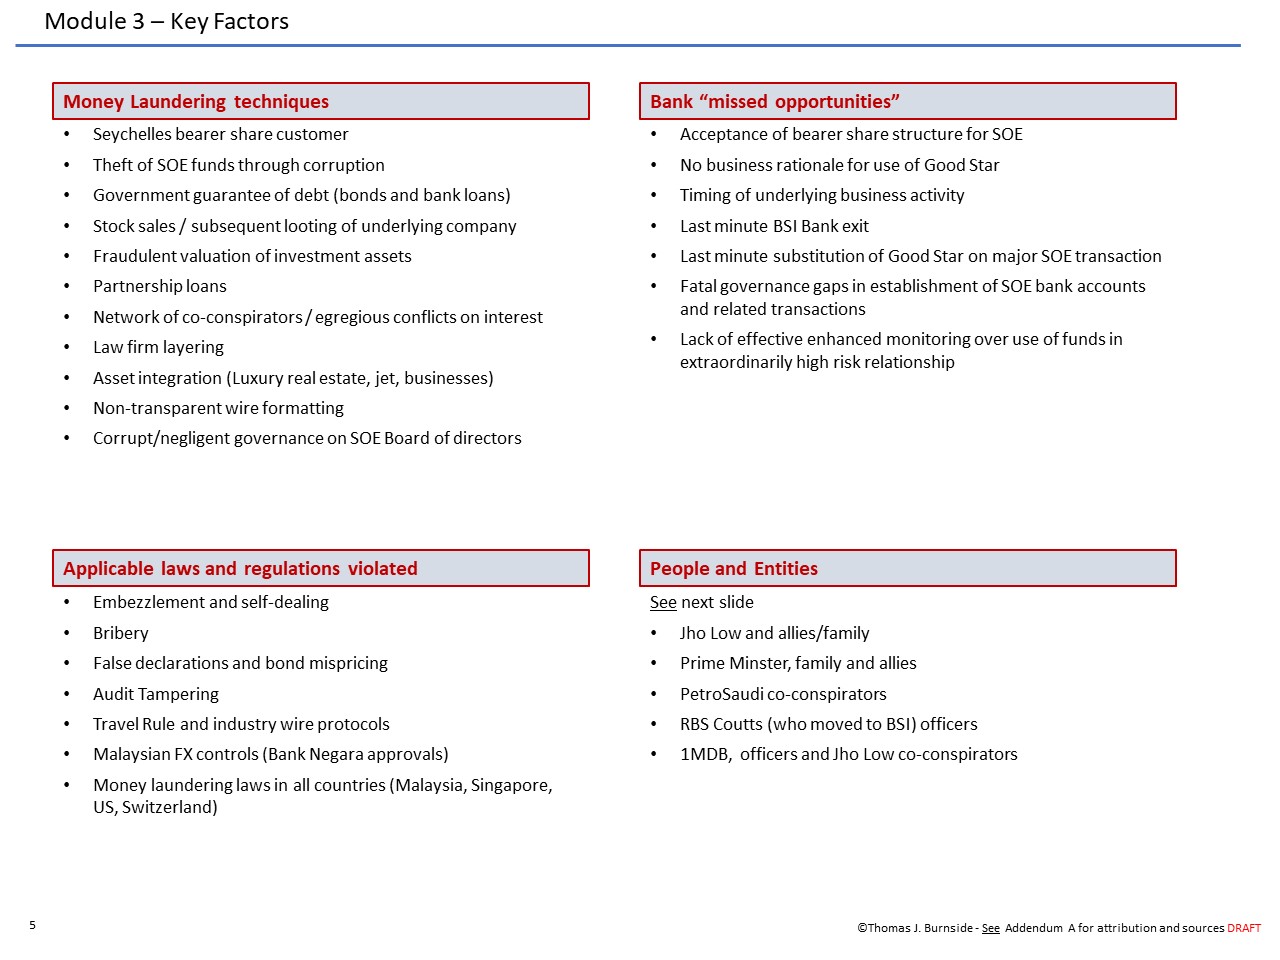 Module 3 – Key Factors
Money Laundering techniques
• Seychelles bearer share customer
• Theft of SOE funds through corruption
• Government guarantee of debt (bonds and bank loans)
• Stock sales / subsequent looting of underlying company
• Fraudulent valuation of investment assets
• Partnership loans
• Network of co-conspirators / egregious conflicts on interest
• Law firm layering
• Asset integration (Luxury real estate, jet, businesses)
• Non-transparent wire formatting
• Corrupt/negligent governance on SOE Board of directors
Bank “missed opportunities”
• Acceptance of bearer share structure for SOE
• No business rationale for use of Good Star
• Timing of underlying business activity
• Last minute BSI Bank exit
• Last minute substitution of Good Star on major SOE transaction
• Fatal governance gaps in establishment of SOE bank accounts
and related transactions
• Lack of effective enhanced monitoring over use of funds in
extraordinarily high risk relationship
Applicable laws and regulations violated
• Embezzlement and self-dealing
• Bribery
• False declarations and bond mispricing
• Audit Tampering
• Travel Rule and industry wire protocols
• Malaysian FX controls (Bank Negara approvals)
• Money laundering laws in all countries (Malaysia, Singapore,
US, Switzerland)
People and Entities
See next slide
• Jho Low and allies/family
• Prime Minster, family and allies
• PetroSaudi co-conspirators
• RBS Coutts (who moved to BSI) officers
• 1MDB, officers and Jho Low co-conspirators
5
©Thomas J. Burnside - See Addendum A for attribution and sources DRAFT